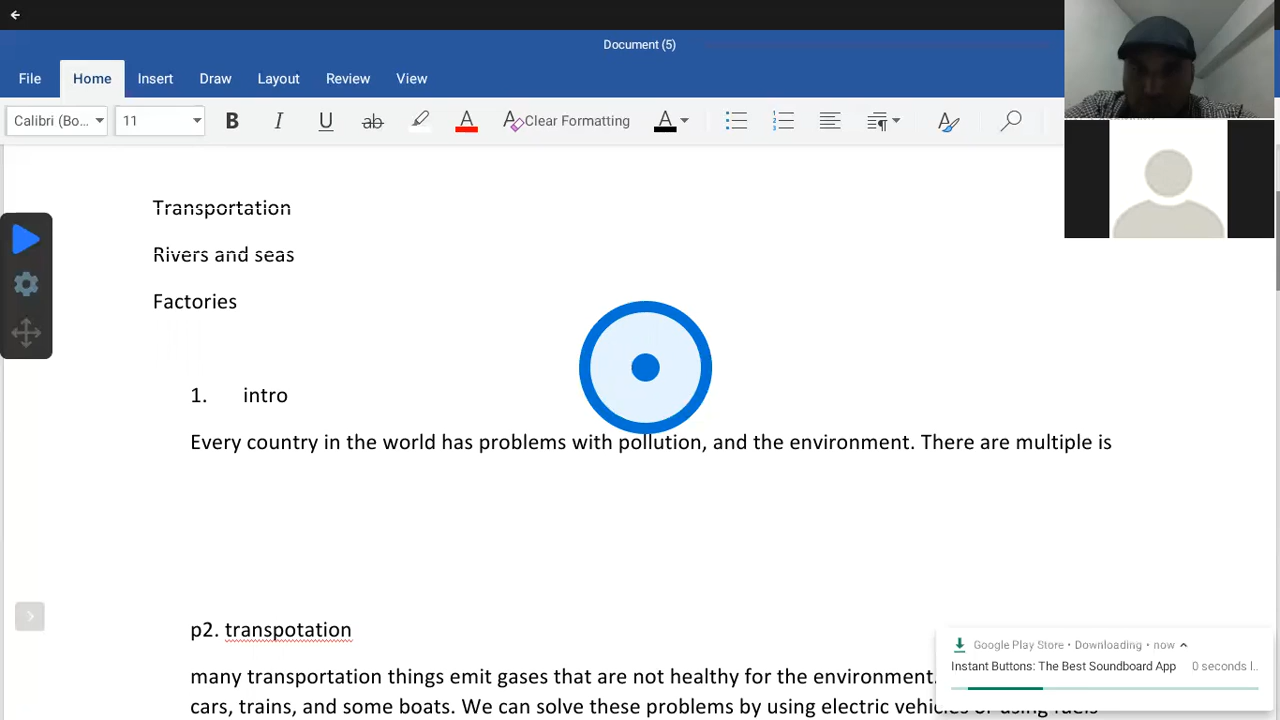 Document (5)
File Home Insert Draw Layout Review View
Calibri (Bo... 11 B I U ab A Clear Formatting A
Transportation
Rivers and seas
Factories
1. intro
Every country in the world has problems with pollution, and the environment. There are multiple is
p2. transpotation
many transportation things emit gases that are not healthy for the environment.
cars, trains, and some boats. We can solve these problems by using electric vehicles or using fuels
Google Play Store • Downloading • now
Instant Buttons: The Best Soundboard App 0 seconds l..